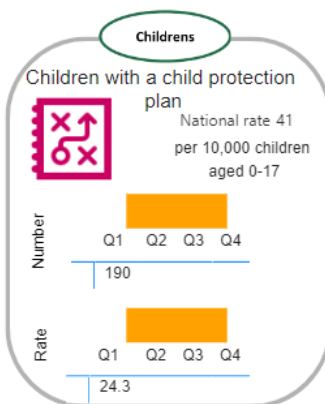 Childrens
Children with a child protection
plan
National rate 41
per 10,000 children
aged 0-17
Number
Q1 Q2 Q3 Q4
190
Rate
Q1 Q2 Q3 Q4
24.3